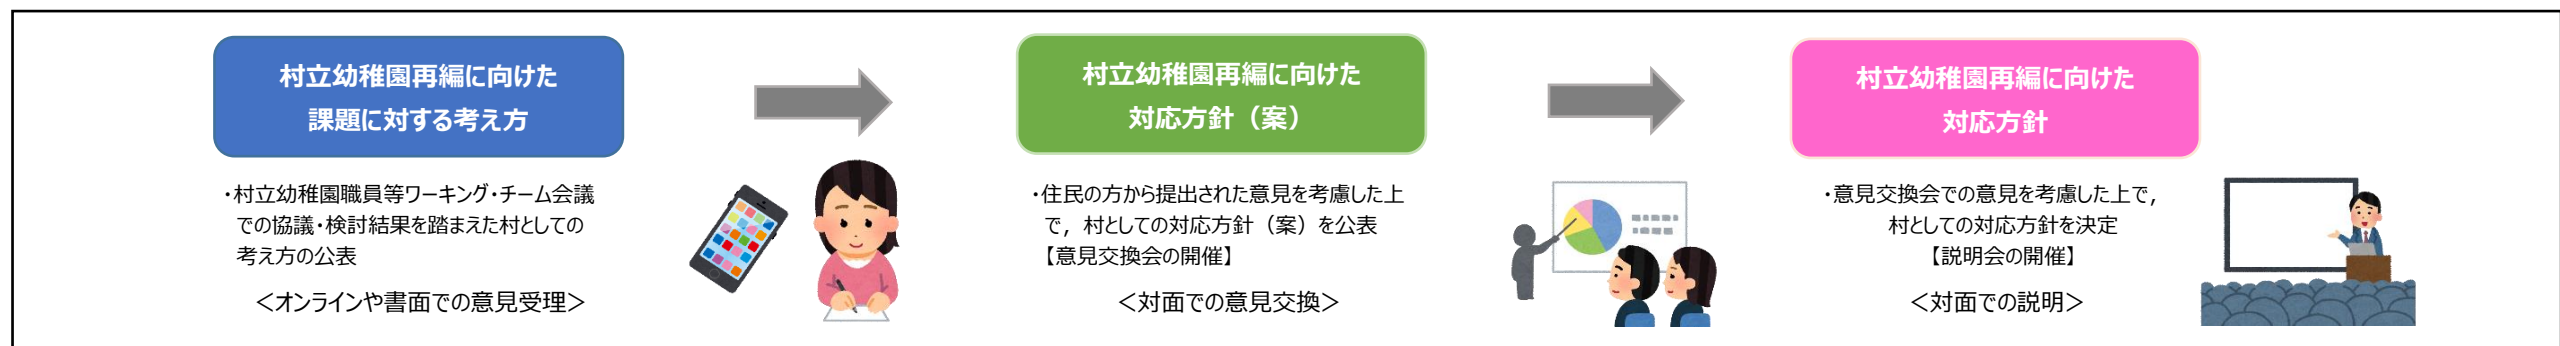 村立幼稚園再編に向けた
課題に対する考え方
・村立幼稚園職員等ワーキング・チーム会議
での協議・検討結果を踏まえた村としての
考え方の公表
＜オンラインや書面での意見受理＞
村立幼稚園再編に向けた
対応方針（案）
・住民の方から提出された意見を考慮した上
で，村としての対応方針（案）を公表
【意見交換会の開催】
＜対面での意見交換＞
村立幼稚園再編に向けた
対応方針
・意見交換会での意見を考慮した上で，
村としての対応方針を決定
【説明会の開催】
＜対面での説明＞